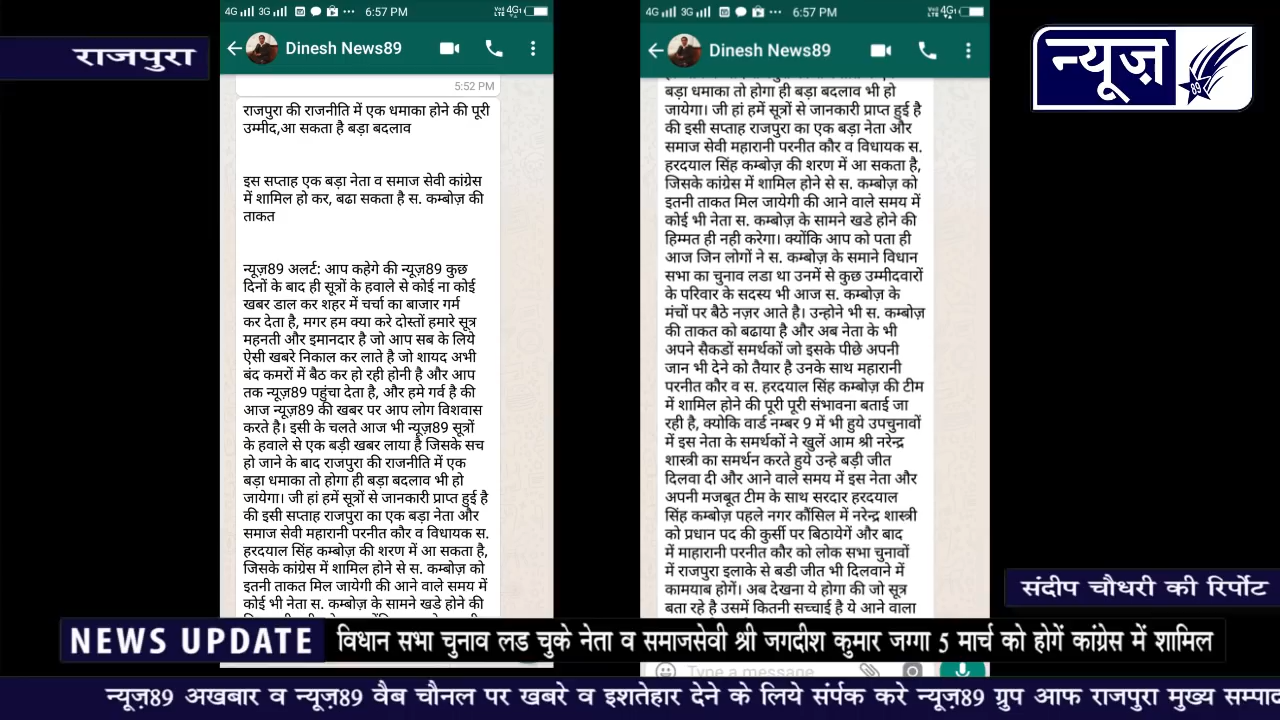 4G 3G 6:57 PM VoLTE 4G
4G 3G 6:57 PM VoLTE 4G
राजपुरा
Dinesh News89
Dinesh News89
न्यूज़
89
5:52 PM
राजपुरा की राजनीति में एक धमाका होने की पूरी
उम्मीद,आ सकता है बड़ा बदलाव
इस सप्ताह एक बड़ा नेता व समाज सेवी कांग्रेस
में शामिल हो कर, बढा सकता है स. कम्बोज़ की
ताकत
न्यूज़89 अलर्ट: आप कहेगे की न्यूज़89 कुछ
दिनों के बाद ही सूत्रों के हवाले से कोई ना कोई
खबर डाल कर शहर में चर्चा का बाजार गर्म
कर देता है, मगर हम क्या करे दोस्तों हमारे सूत्र
महनती और इमानदार है जो आप सब के लिये
ऐसी खबरे निकाल कर लाते है जो शायद अभी
बंद कमरों में बैठ कर हो रही होनी है और आप
तक न्यूज़89 पहुंचा देता है, और हमे गर्व है की
आज न्यूज़89 की खबर पर आप लोग विशवास
करते है। इसी के चलते आज भी न्यूज़89 सूत्रों
के हवाले से एक बड़ी खबर लाया है जिसके सच
हो जाने के बाद राजपुरा की राजनीति में एक
बड़ा धमाका तो होगा ही बड़ा बदलाव भी हो
जायेगा। जी हां हमें सूत्रों से जानकारी प्राप्त हुई है
की इसी सप्ताह राजपुरा का एक बड़ा नेता और
समाज सेवी महारानी परनीत कौर व विधायक स.
हरदयाल सिंह कम्बोज़ की शरण में आ सकता है,
जिसके कांग्रेस में शामिल होने से स. कम्बोज़ को
इतनी ताकत मिल जायेगी की आने वाले समय में
कोई भी नेता स. कम्बोज़ के सामने खडे होने की
बड़ा धमाका तो होगा ही बड़ा बदलाव भी हो
जायेगा। जी हां हमें सूत्रों से जानकारी प्राप्त हुई है
की इसी सप्ताह राजपुरा का एक बड़ा नेता और
समाज सेवी महारानी परनीत कौर व विधायक स.
हरदयाल सिंह कम्बोज़ की शरण में आ सकता है,
जिसके कांग्रेस में शामिल होने से स. कम्बोज़ को
इतनी ताकत मिल जायेगी की आने वाले समय में
कोई भी नेता स. कम्बोज़ के सामने खडे होने की
हिम्मत ही नही करेगा। क्योंकि आप को पता ही
आज जिन लोगों ने स. कम्बोज़ के समाने विधान
सभा का चुनाव लडा था उनमें से कुछ उम्मीदवारों
के परिवार के सदस्य भी आज स. कम्बोज़ के
मंचों पर बैठे नज़र आते है। उन्होने भी स. कम्बोज़
की ताकत को बढाया है और अब नेता के भी
अपने सैकडों समर्थकों जो इसके पीछे अपनी
जान भी देने को तैयार है उनके साथ महारानी
परनीत कौर व स. हरदयाल सिंह कम्बोज़ की टीम
में शामिल होने की पूरी पूरी संभावना बताई जा
रही है, क्योकि वार्ड नम्बर 9 में भी हुये उपचुनावों
में इस नेता के समर्थकों ने खुलें आम श्री नरेन्द्र
शास्त्री का समर्थन करते हुये उन्हे बड़ी जीत
दिलवा दी और आने वाले समय में इस नेता और
अपनी मजबूत टीम के साथ सरदार हरदयाल
सिंह कम्बोज़ पहले नगर कौंसिल में नरेन्द्र शास्त्री
को प्रधान पद की कुर्सी पर बिठायेगें और बाद
में माहारानी परनीत कौर को लोक सभा चुनावों
में राजपुरा इलाके से बडी जीत भी दिलवाने में
कामयाब होगें। अब देखना ये होगा की जो सूत्र
बता रहे है उसमें कितनी सच्चाई है ये आने वाला
Type a message
संदीप चौधरी की रिर्पोट
NEWS UPDATE विधान सभा चुनाव लड चुके नेता व समाजसेवी श्री जगदीश कुमार जग्गा 5 मार्च को होगें कांग्रेस में शामिल
न्यूज़89 अखबार व न्यूज़89 वैब चौनल पर खबरे व इशतेहार देने के लिये संर्पक करे न्यूज़89 ग्रुप आफ राजपुरा मुख्य सम्पाद